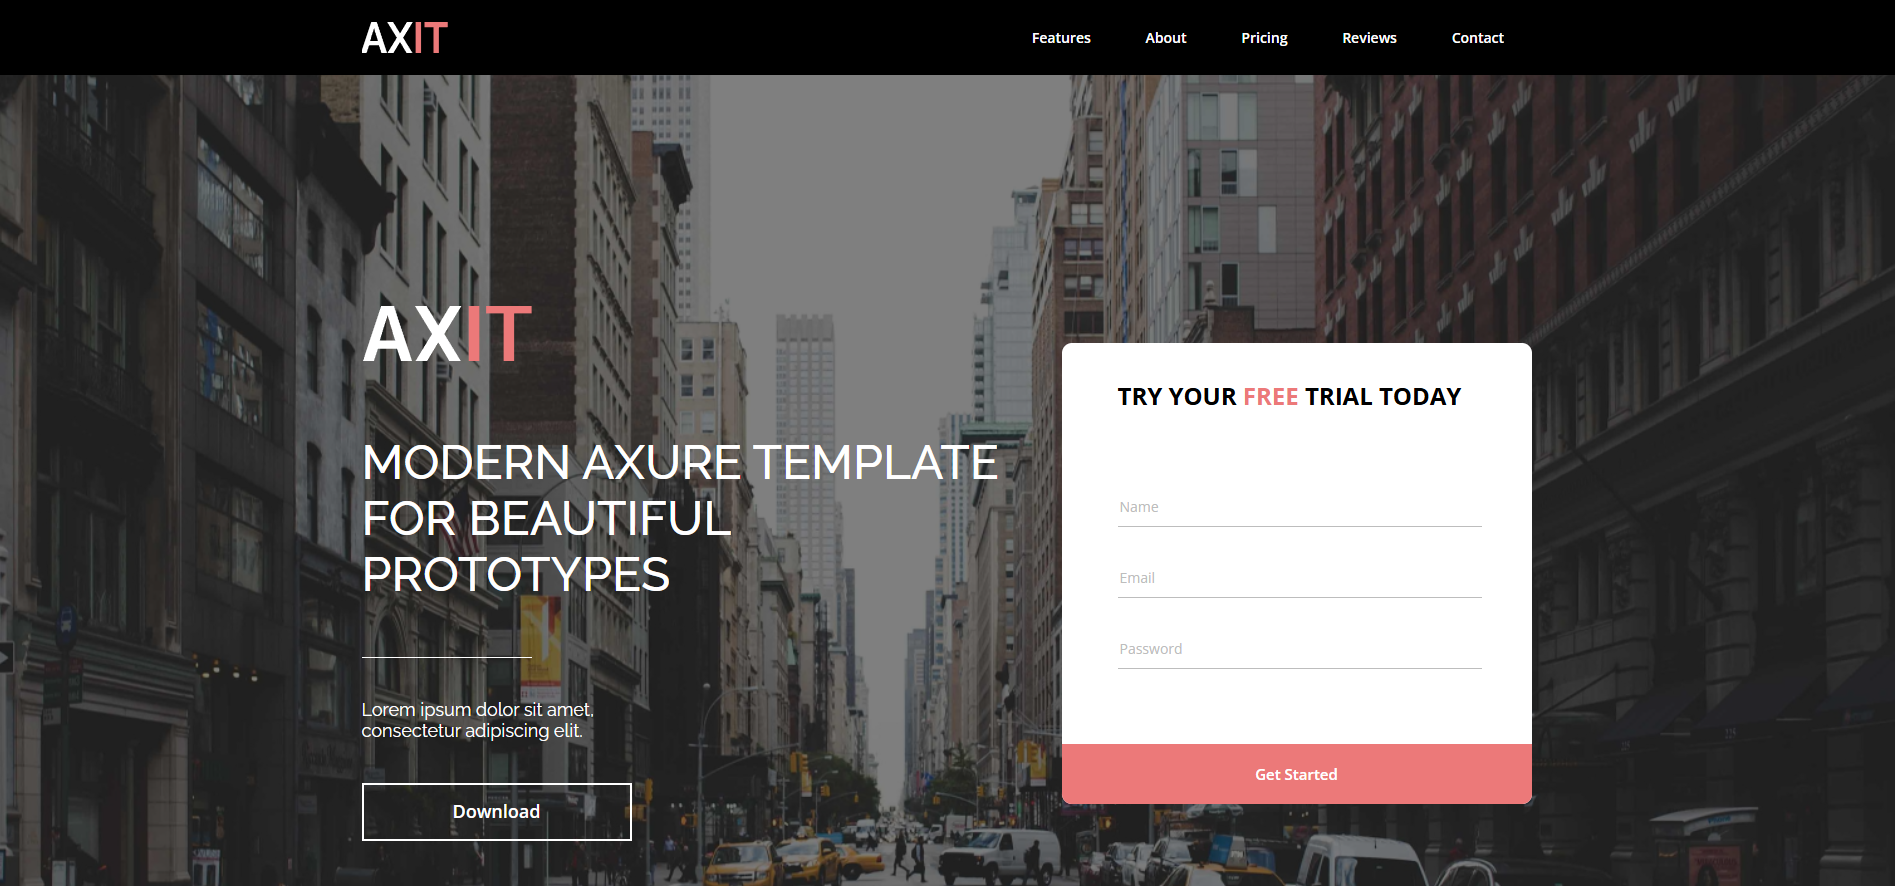 AXIT
Features About Pricing Reviews Contact
AXIT
MODERN AXURE TEMPLATE
FOR BEAUTIFUL
PROTOTYPES
Lorem ipsum dolor sit amet,
consectetur adipiscing elit.
Download
TRY YOUR FREE TRIAL TODAY
Name
Email
Password
Get Started